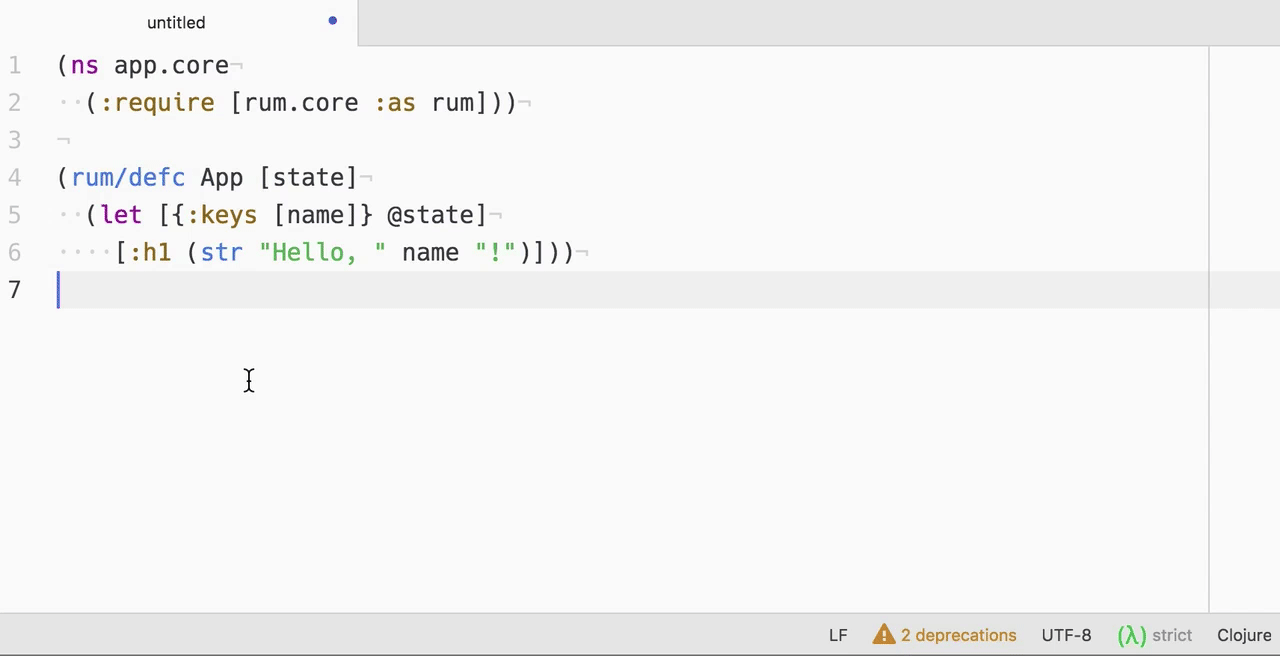 untitled
1 (ns app.core¬
2 ··(:require [rum.core :as rum]))¬
3 ¬
4 (rum/defc App [state]¬
5 ··(let [{:keys [name]} @state]¬
6 ····[:h1 (str "Hello, " name "!")]))¬
7
LF 2 deprecations UTF-8 (λ) strict Clojure